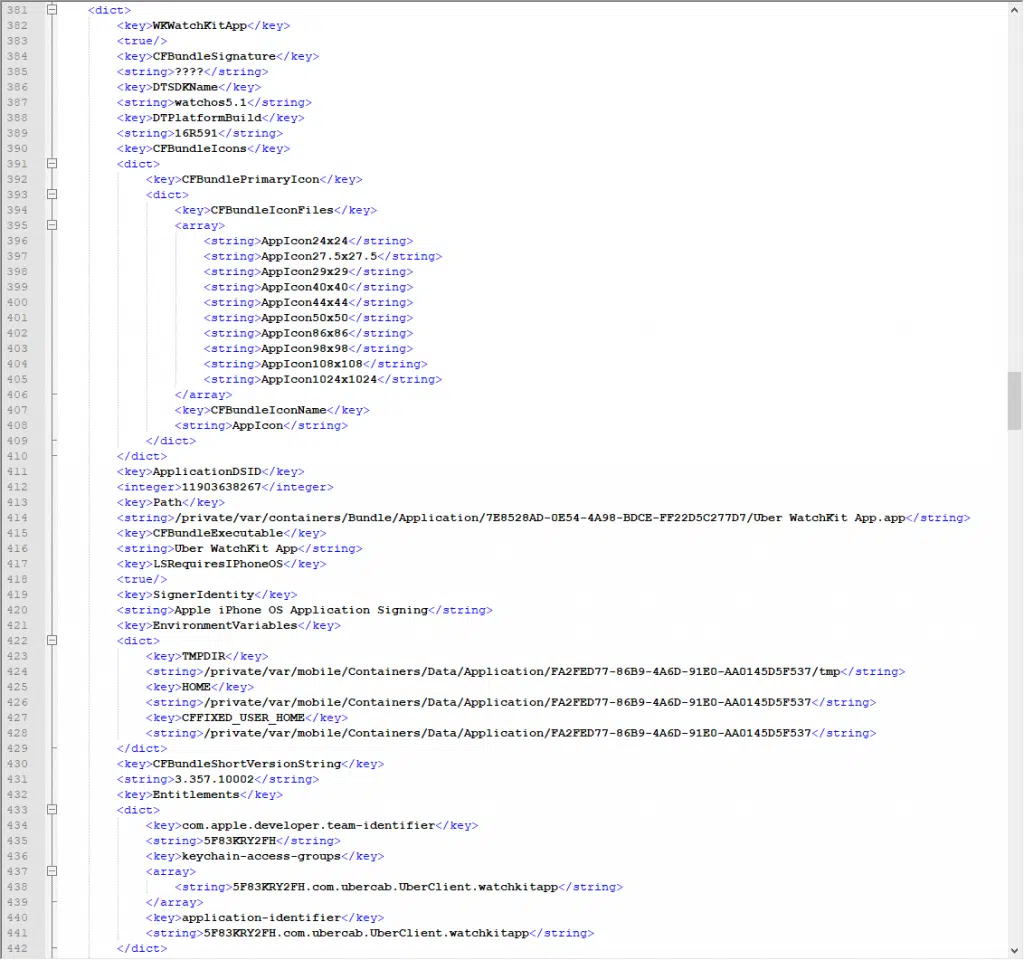 381 <dict>
382 <key>WKWatchKitApp</key>
383 <true/>
384 <key>CFBundleSignature</key>
385 <string>????</string>
386 <key>DTSDKName</key>
387 <string>watchos5.1</string>
388 <key>DTPlatformBuild</key>
389 <string>16R591</string>
390 <key>CFBundleIcons</key>
391 <dict>
392 <key>CFBundlePrimaryIcon</key>
393 <dict>
394 <key>CFBundleIconFiles</key>
395 <array>
396 <string>AppIcon24x24</string>
397 <string>AppIcon27.5x27.5</string>
398 <string>AppIcon29x29</string>
399 <string>AppIcon40x40</string>
400 <string>AppIcon44x44</string>
401 <string>AppIcon50x50</string>
402 <string>AppIcon86x86</string>
403 <string>AppIcon98x98</string>
404 <string>AppIcon108x108</string>
405 <string>AppIcon1024x1024</string>
406 </array>
407 <key>CFBundleIconName</key>
408 <string>AppIcon</string>
409 </dict>
410 </dict>
411 <key>ApplicationDSID</key>
412 <integer>11903638267</integer>
413 <key>Path</key>
414 <string>/private/var/containers/Bundle/Application/7E8528AD-0E54-4A98-BDCE-FF22D5C277D7/Uber WatchKit App.app</string>
415 <key>CFBundleExecutable</key>
416 <string>Uber WatchKit App</string>
417 <key>LSRequiresIPhoneOS</key>
418 <true/>
419 <key>SignerIdentity</key>
420 <string>Apple iPhone OS Application Signing</string>
421 <key>EnvironmentVariables</key>
422 <dict>
423 <key>TMPDIR</key>
424 <string>/private/var/mobile/Containers/Data/Application/FA2FED77-86B9-4A6D-91E0-AA0145D5F537/tmp</string>
425 <key>HOME</key>
426 <string>/private/var/mobile/Containers/Data/Application/FA2FED77-86B9-4A6D-91E0-AA0145D5F537</string>
427 <key>CFFIXED_USER_HOME</key>
428 <string>/private/var/mobile/Containers/Data/Application/FA2FED77-86B9-4A6D-91E0-AA0145D5F537</string>
429 </dict>
430 <key>CFBundleShortVersionString</key>
431 <string>3.357.10002</string>
432 <key>Entitlements</key>
433 <dict>
434 <key>com.apple.developer.team-identifier</key>
435 <string>5F83KRY2FH</string>
436 <key>keychain-access-groups</key>
437 <array>
438 <string>5F83KRY2FH.com.ubercab.UberClient.watchkitapp</string>
439 </array>
440 <key>application-identifier</key>
441 <string>5F83KRY2FH.com.ubercab.UberClient.watchkitapp</string>
442 </dict>